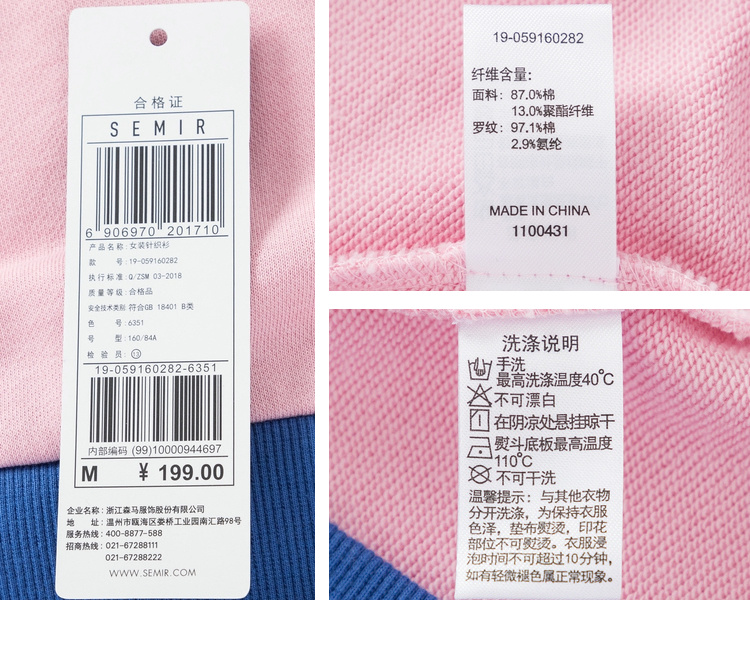 合格证
SEMIR
6 906970 201710
产品名称:女装针织衫
款 号:19-059160282
执行标准:Q/ZSM 03-2018
质量等级:合格品
安全技术类别:符合GB 18401 B类
色 号:6351
号 型:160/84A
检 验 员:⑬
19-059160282-6351
内部编码 (99)10000944697
M ¥ 199.00
企业名称:浙江森马服饰股份有限公司
地 址:温州市瓯海区娄桥工业园南汇路98号
服务热线:400-8877-588
招商热线:021-67288111
021-67288222
WWW.SEMIR.COM
19-059160282
纤维含量:
面料: 87.0%棉
13.0%聚酯纤维
罗纹: 97.1%棉
2.9%氨纶
MADE IN CHINA
1100431
洗涤说明
手洗
最高洗涤温度40℃
不可漂白
在阴凉处悬挂晾干
熨斗底板最高温度
110℃
不可干洗
温馨提示：与其他衣物
分开洗涤，为保持衣服
色泽，垫布熨烫，印花
部位不可熨烫。衣服浸
泡时间不可超过10分钟，
如有轻微褪色属正常现象。